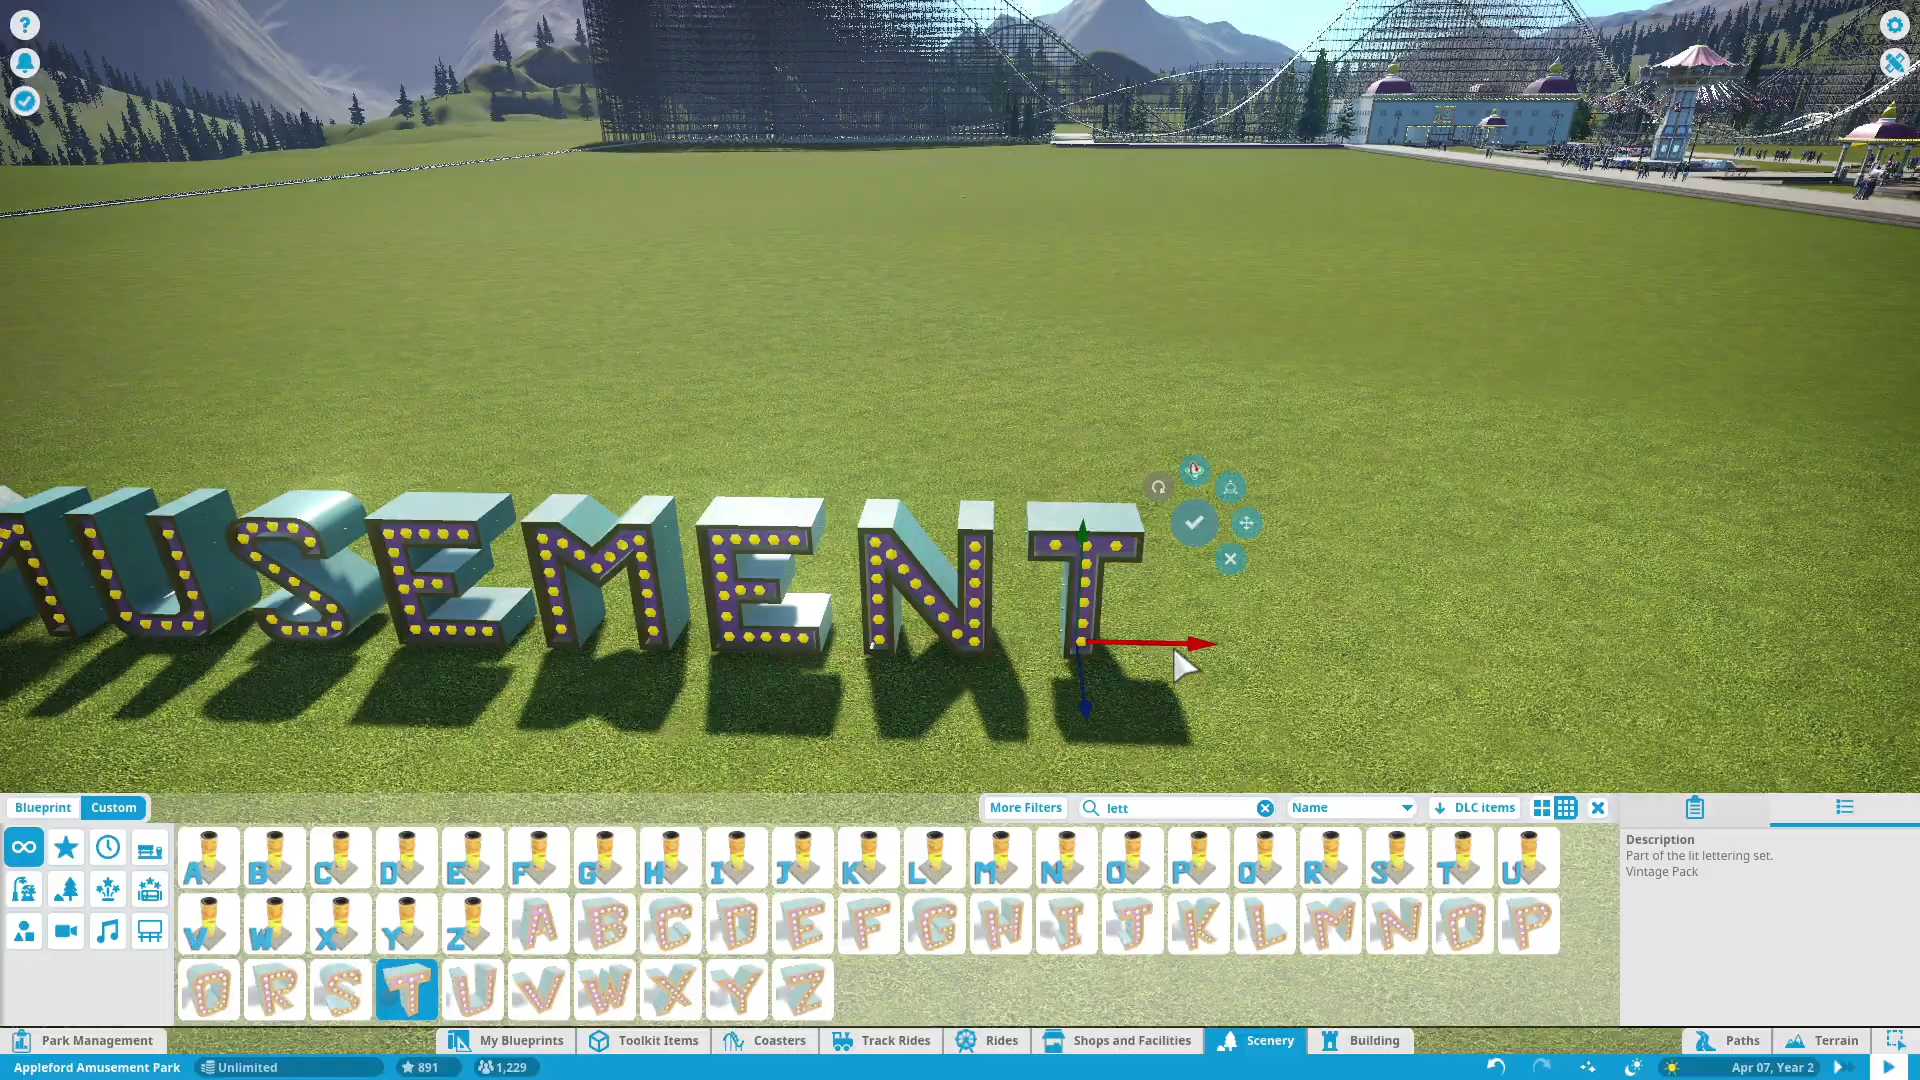 MUSEMENT
Blueprint Custom More Filters lett Name DLC items
Description
Part of the lit lettering set.
Vintage Pack
A B C D E F G H I J K L M N O P Q R S T U
V W X Y Z A B C D E F G H I J K L M N O P
Q R S T U V W X Y Z
Park Management My Blueprints Toolkit Items Coasters Track Rides Rides Shops and Facilities Scenery Building Paths Terrain
Appleford Amusement Park Unlimited 891 1,229 Apr 07, Year 2